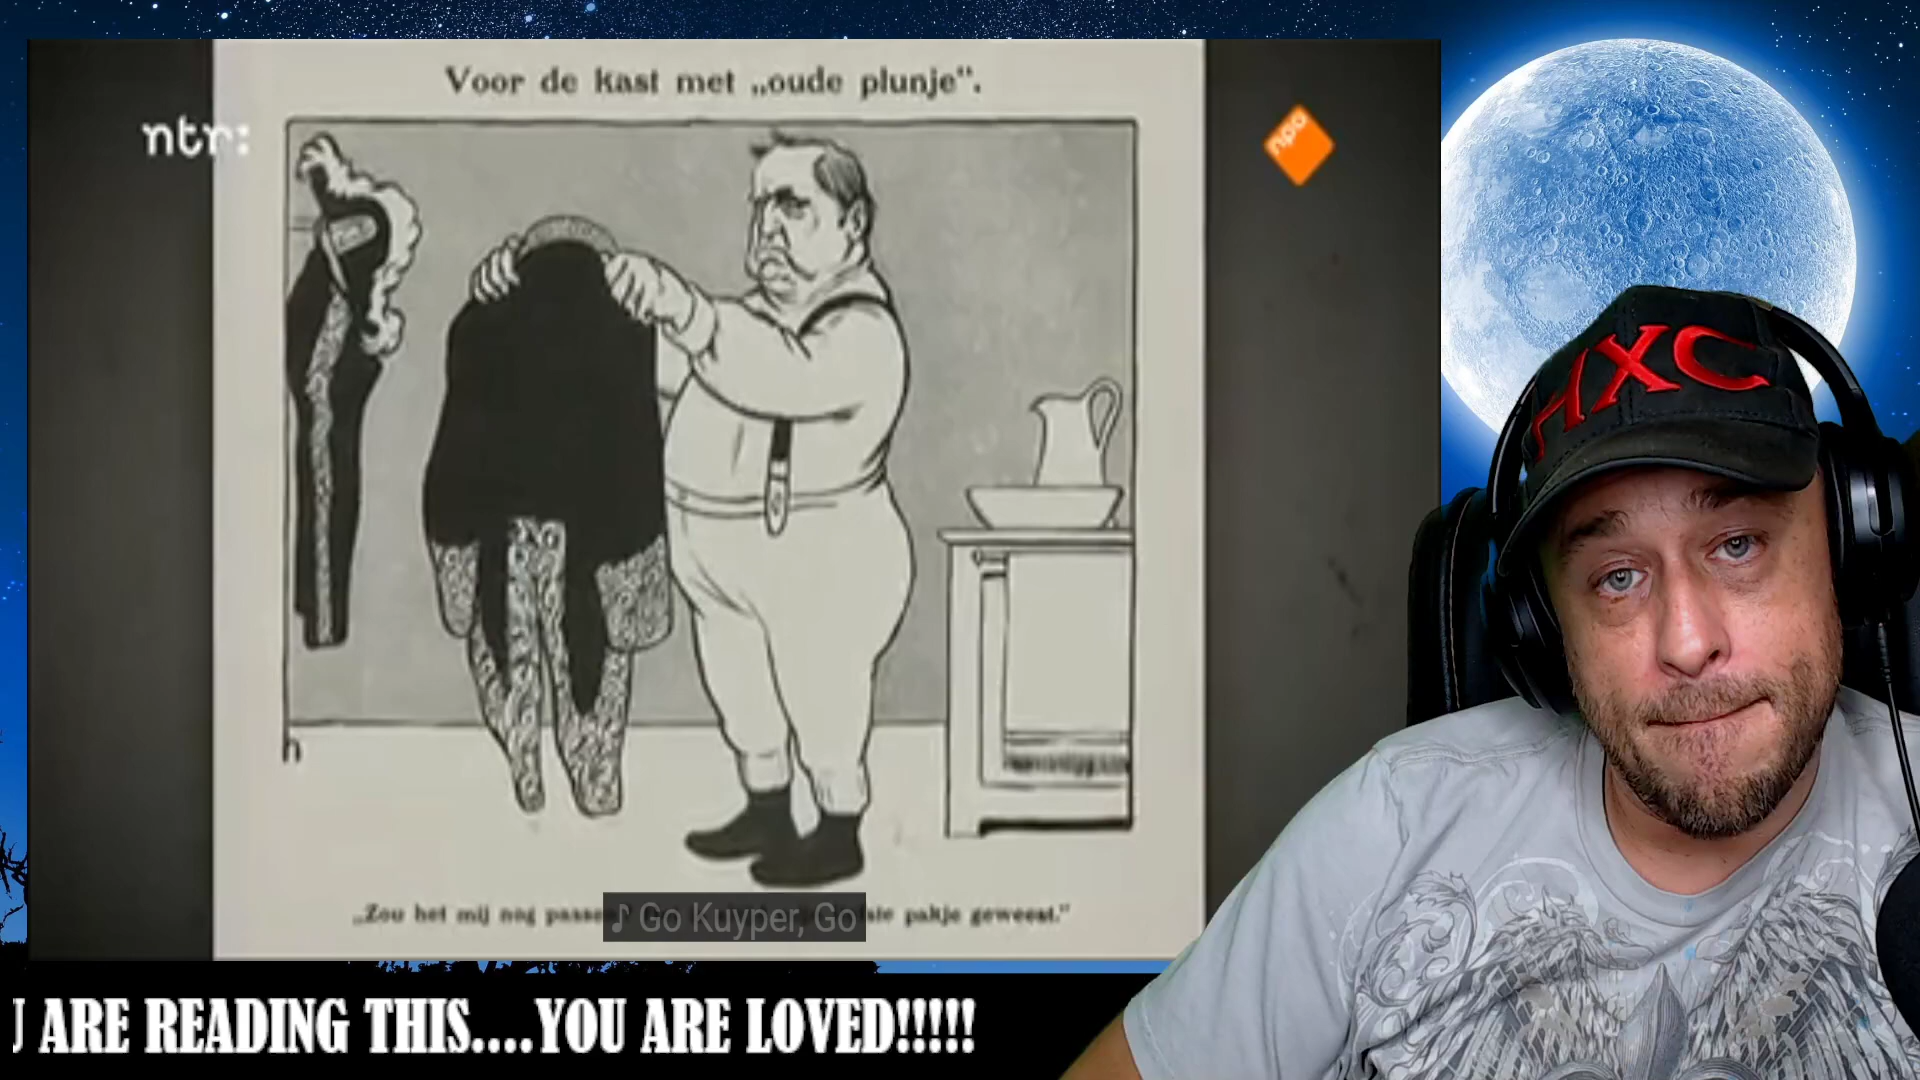 Voor de kast met „oude plunje".
ntr:
npo
HXC
„Zou het mij nog passen pakje geweest."
♪ Go Kuyper, Go
J ARE READING THIS....YOU ARE LOVED!!!!!